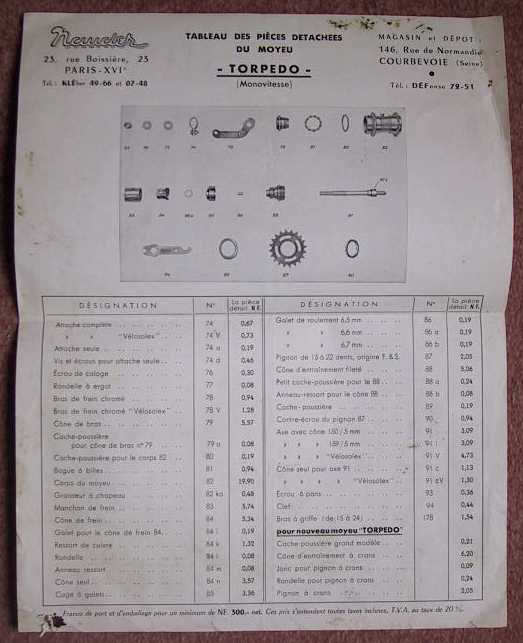 Neuder
23, rue Boissière, 23
PARIS-XVIe
Tél.: KLÉber 49-66 et 07-48
TABLEAU DES PIÈCES DETACHEES
DU MOYEU
- TORPEDO -
(Monovitesse)
MAGASIN et DÉPOT :
146, Rue de Normandie
COURBEVOIE (Seine)
Tél.: DÉFense 72-51
DÉSIGNATION N° La pièce détail N.F.
Attache complète 74 0,67
" " "Vélosolex" 74 V 0,73
Attache seule 74 a 0,19
Vis et écrous pour attache seule 74 d 0,46
Écrou de calage 76 0,30
Rondelle à ergot 77 0,08
Bras de frein chromé 78 0,94
Bras de frein chromé "Vélosolex" 78 V 1,28
Cône de bras 79 5,57
Cache-poussière
pour cône de bras n° 79 79 a 0,08
Cache-poussière pour le corps 82 80 0,19
Bague à billes 81 0,94
Corps du moyeu 82 19,90
Graisseur à chapeau 82 ka 0,48
Manchon de frein 83 5,74
Cône de frein 84 5,34
Galet pour le cône de frein 84 84 i 0,19
Ressort de cuivre 84 k 1,32
Rondelle 84 l 0,08
Anneau ressort 84 m 0,08
Cône seul 84 n 3,57
Cage à galets 85 3,36
DÉSIGNATION N° La pièce détail N.F.
Galet de roulement 6,5 mm 86 0,19
" " 6,6 mm 86 a 0,19
" " 6,7 mm 86 b 0,19
Pignon de 15 à 22 dents, origine F. & S. 87 2,05
Cône d'entraînement fileté 88 5,06
Petit cache-poussière pour le 88 88 a 0,24
Anneau-ressort pour le cône 88 88 b 0,08
Cache-poussière 89 0,19
Contre-écrou du pignon 87 90 0,94
Axe avec cône 150/5 mm 91 3,09
" " " 159/5 mm 91 l 3,09
" " " "Vélosolex" 91 V 4,73
Cône seul pour axe 91 91 c 1,13
" " " "Vélosolex" 91 cV 1,30
Écrou 6 pans 93 0,36
Clef 94 0,44
Bras à griffe 1 de (15 à 24) 178 1,54
pour nouveau moyeu "TORPEDO"
Cache-poussière grand modèle 0,21
Cône d'entraînement à crans 6,20
Jonc pour pignon à crans 0,09
Rondelle pour pignon à crans 0,24
Pignon à crans 2,05
Franco de port et d'emballage pour un minimum de NF. 300,- net. Ces prix s'entendent toutes taxes incluses, T.V.A. au taux de 20 %.